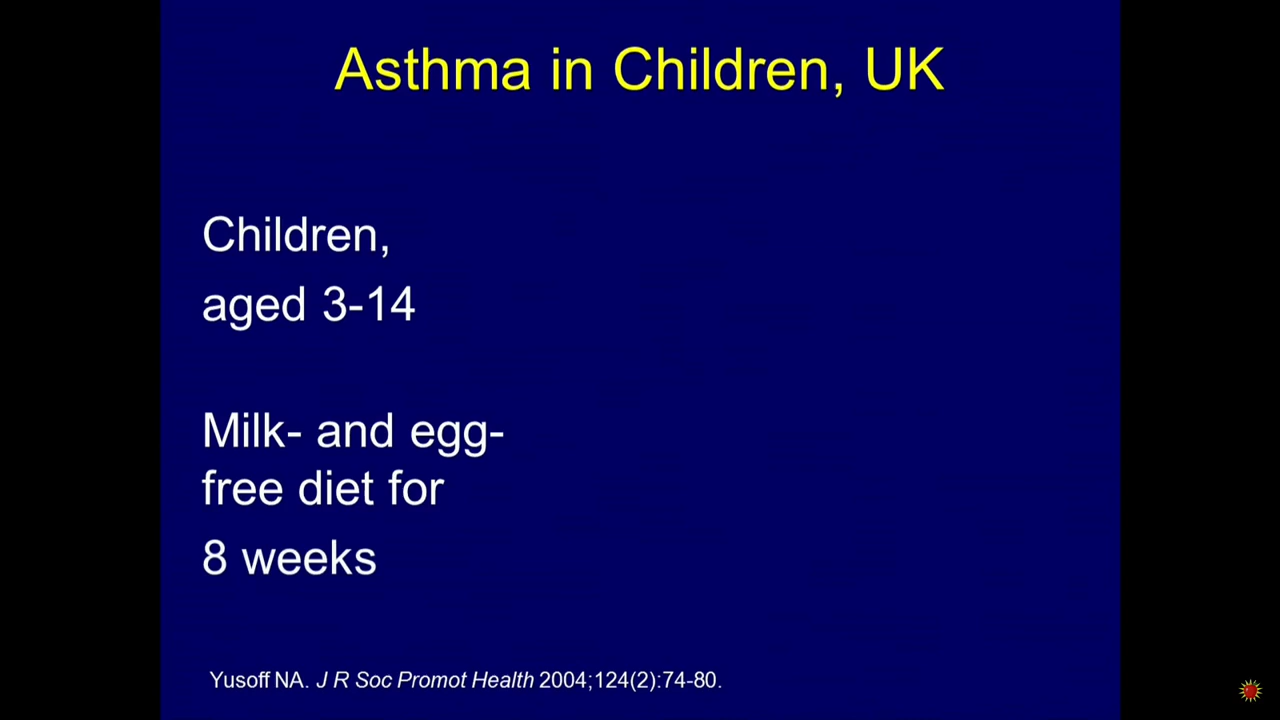 Asthma in Children, UK
Children,
aged 3-14
Milk- and egg-
free diet for
8 weeks
Yusoff NA. J R Soc Promot Health 2004;124(2):74-80.